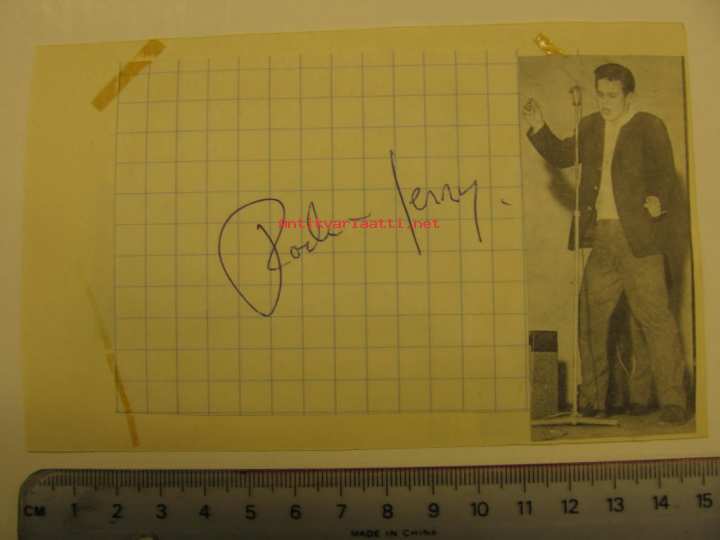 Rock-Jerry.
antikvariaatti.net
CM 1 2 3 4 5 6 7 8 9 10 11 12 13 14 15
MADE IN CHINA